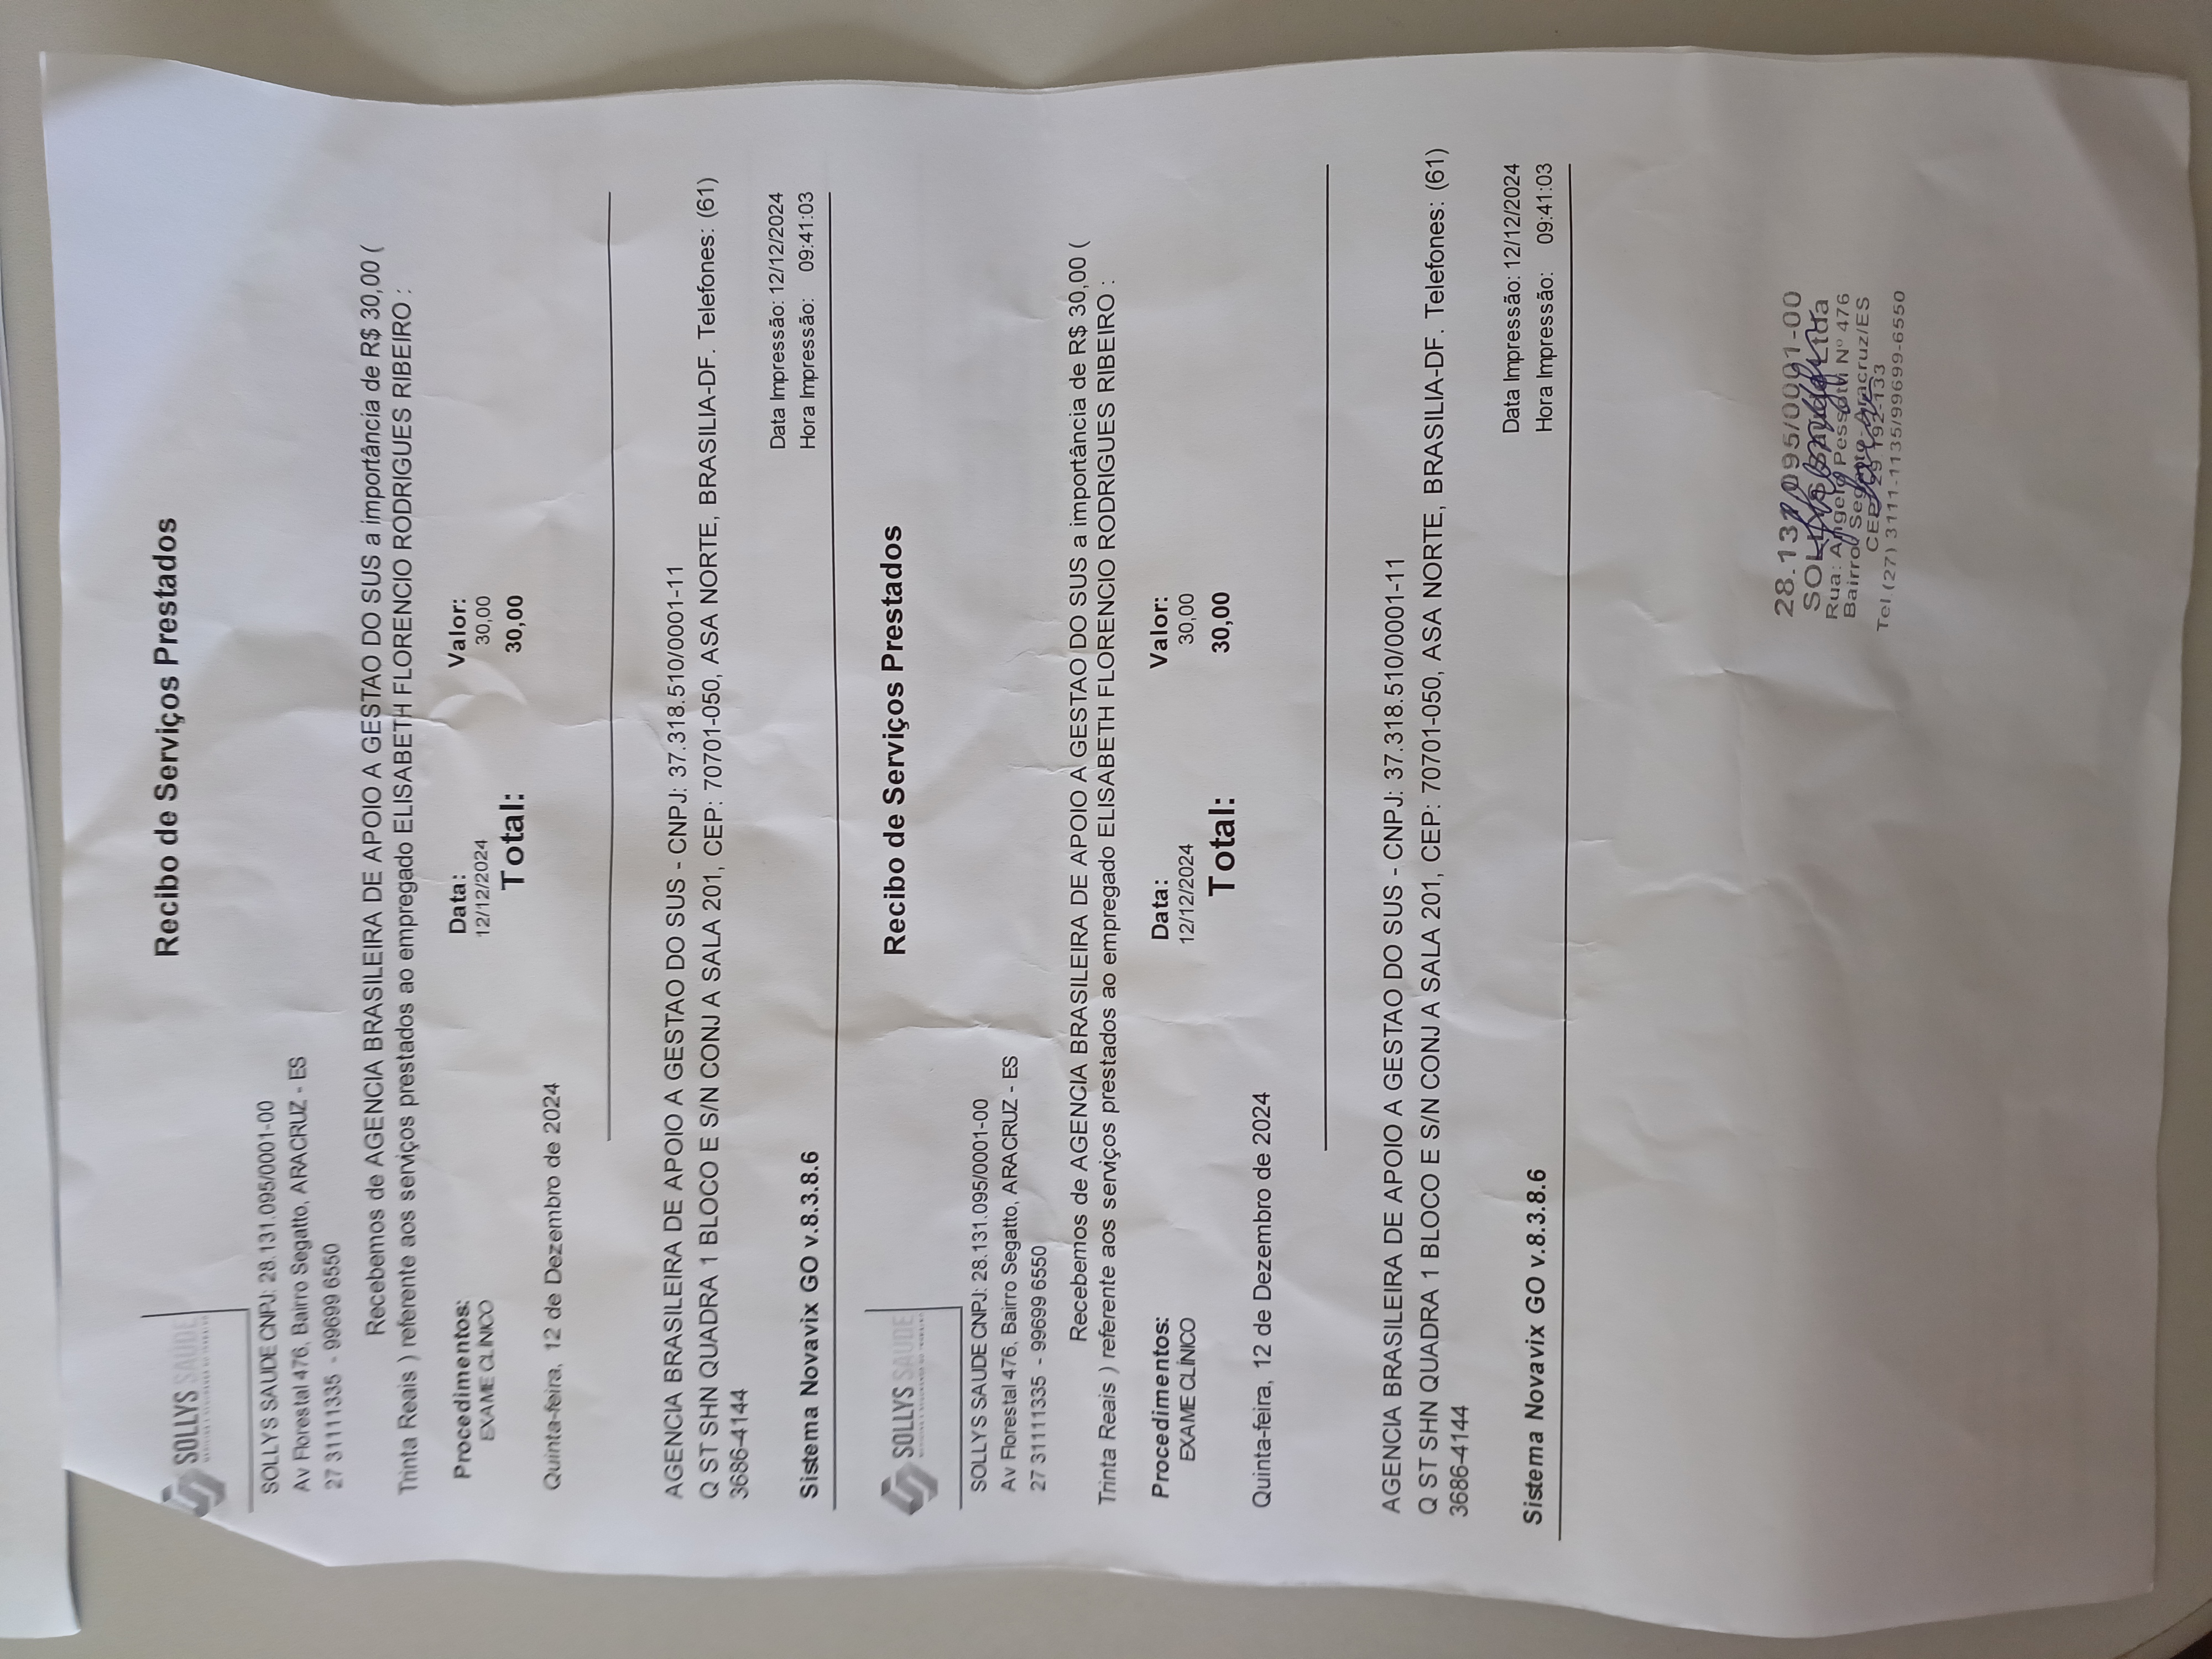 SOLLYS SAÚDE
MEDICINA E SEGURANÇA DO TRABALHO
Recibo de Serviços Prestados
SOLLYS SAUDE CNPJ: 28.131.095/0001-00
Av Florestal 476, Bairro Segatto, ARACRUZ - ES
27 31111335 - 99699 6550
Recebemos de AGENCIA BRASILEIRA DE APOIO A GESTAO DO SUS a importância de R$ 30,00 (
Trinta Reais ) referente aos serviços prestados ao empregado ELISABETH FLORENCIO RODRIGUES RIBEIRO :
Procedimentos: Data: Valor:
EXAME CLÍNICO 12/12/2024 30,00
Total: 30,00
Quinta-feira, 12 de Dezembro de 2024
AGENCIA BRASILEIRA DE APOIO A GESTAO DO SUS - CNPJ: 37.318.510/0001-11
Q ST SHN QUADRA 1 BLOCO E S/N CONJ A SALA 201, CEP: 70701-050, ASA NORTE, BRASILIA-DF. Telefones: (61)
3686-4144
Data Impressão: 12/12/2024
Sistema Novavix GO v.8.3.8.6 Hora Impressão: 09:41:03
SOLLYS SAÚDE
MEDICINA E SEGURANÇA DO TRABALHO
Recibo de Serviços Prestados
SOLLYS SAUDE CNPJ: 28.131.095/0001-00
Av Florestal 476, Bairro Segatto, ARACRUZ - ES
27 31111335 - 99699 6550
Recebemos de AGENCIA BRASILEIRA DE APOIO A GESTAO DO SUS a importância de R$ 30,00 (
Trinta Reais ) referente aos serviços prestados ao empregado ELISABETH FLORENCIO RODRIGUES RIBEIRO :
Procedimentos: Data: Valor:
EXAME CLÍNICO 12/12/2024 30,00
Total: 30,00
Quinta-feira, 12 de Dezembro de 2024
AGENCIA BRASILEIRA DE APOIO A GESTAO DO SUS - CNPJ: 37.318.510/0001-11
Q ST SHN QUADRA 1 BLOCO E S/N CONJ A SALA 201, CEP: 70701-050, ASA NORTE, BRASILIA-DF. Telefones: (61)
3686-4144
Data Impressão: 12/12/2024
Sistema Novavix GO v.8.3.8.6 Hora Impressão: 09:41:03
28.131.095/0001-00
SOLLYS Saúde Ltda
Rua: Angelo Pessotti Nº 476
Bairro: Segatto- Aracruz/ES
CEP: 29 192-133
Tel.(27) 3111-1135/99699-6550